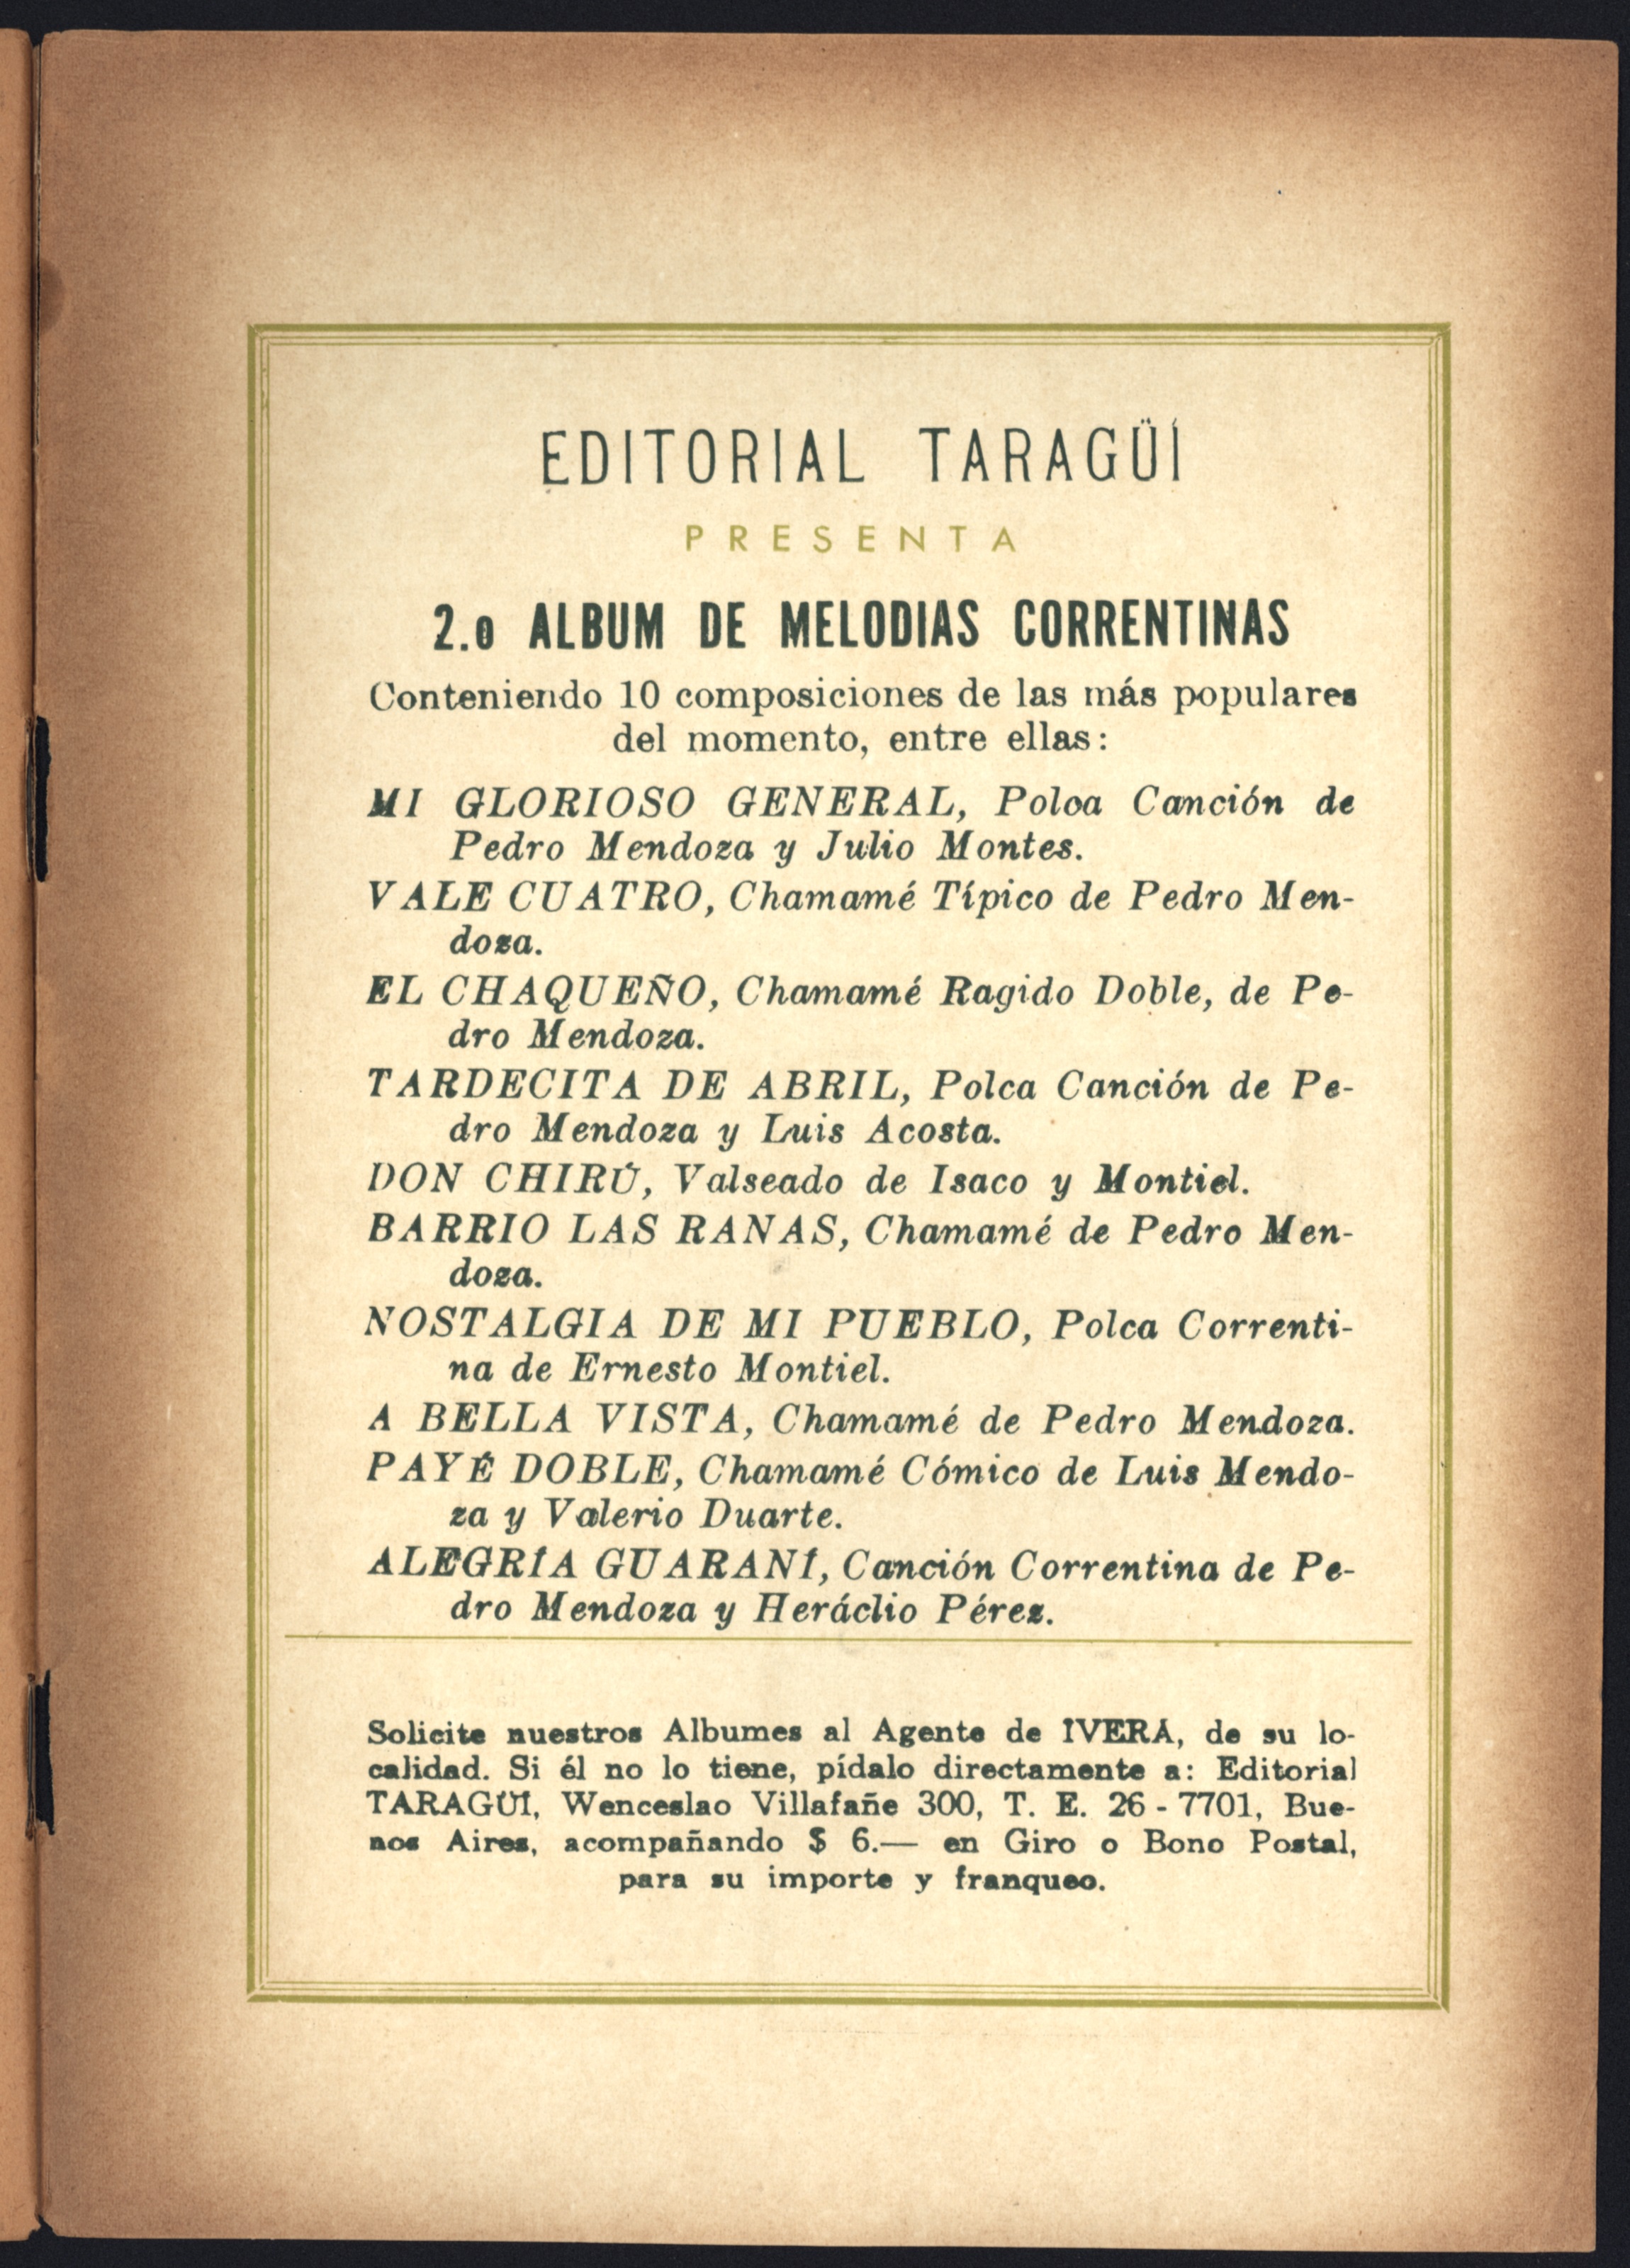 EDITORIAL TARAGÜÍ
PRESENTA
2.o ALBUM DE MELODIAS CORRENTINAS
Conteniendo 10 composiciones de las más populares
del momento, entre ellas:
MI GLORIOSO GENERAL, Polca Canción de
Pedro Mendoza y Julio Montes.
VALE CUATRO, Chamamé Típico de Pedro Men-
doza.
EL CHAQUEÑO, Chamamé Ragido Doble, de Pe-
dro Mendoza.
TARDECITA DE ABRIL, Polca Canción de Pe-
dro Mendoza y Luis Acosta.
DON CHIRÚ, Valseado de Isaco y Montiel.
BARRIO LAS RANAS, Chamamé de Pedro Men-
doza.
NOSTALGIA DE MI PUEBLO, Polca Correnti-
na de Ernesto Montiel.
A BELLA VISTA, Chamamé de Pedro Mendoza.
PAYÉ DOBLE, Chamamé Cómico de Luis Mendo-
za y Valerio Duarte.
ALEGRÍA GUARANÍ, Canción Correntina de Pe-
dro Mendoza y Heráclio Pérez.
Solicite nuestros Albumes al Agente de ÍVERÁ, de su lo-
calidad. Si él no lo tiene, pídalo directamente a: Editorial
TARAGÜÍ, Wenceslao Villafañe 300, T. E. 26 - 7701, Bue-
nos Aires, acompañando $ 6.— en Giro o Bono Postal,
para su importe y franqueo.